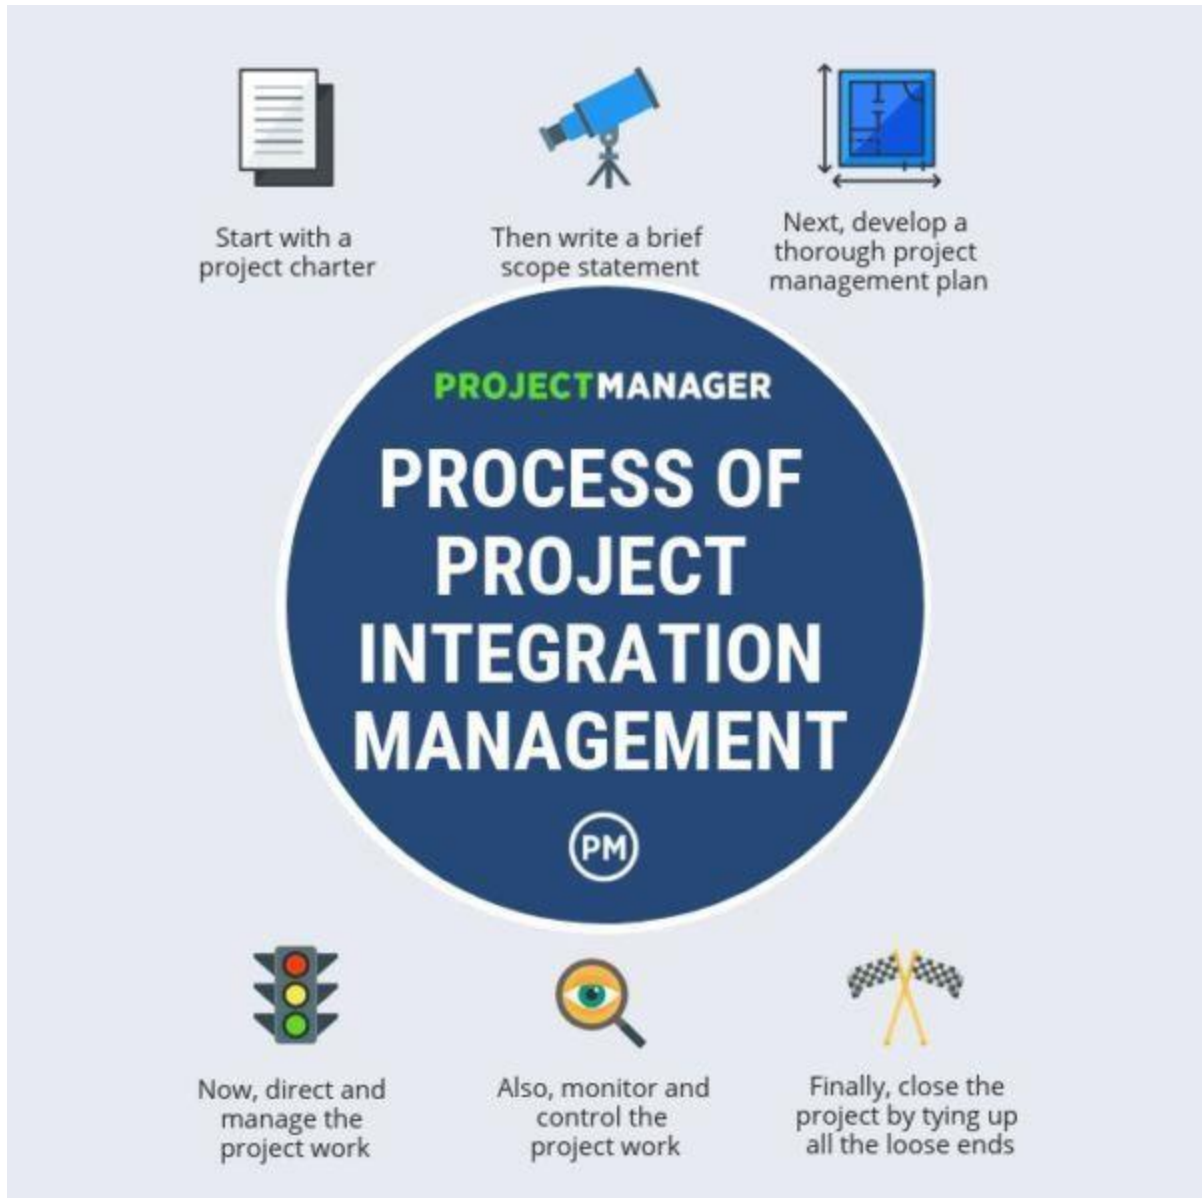 Start with a
project charter
Then write a brief
scope statement
Next, develop a
thorough project
management plan
PROJECTMANAGER
PROCESS OF
PROJECT
INTEGRATION
MANAGEMENT
PM
Now, direct and
manage the
project work
Also, monitor and
control the
project work
Finally, close the
project by tying up
all the loose ends